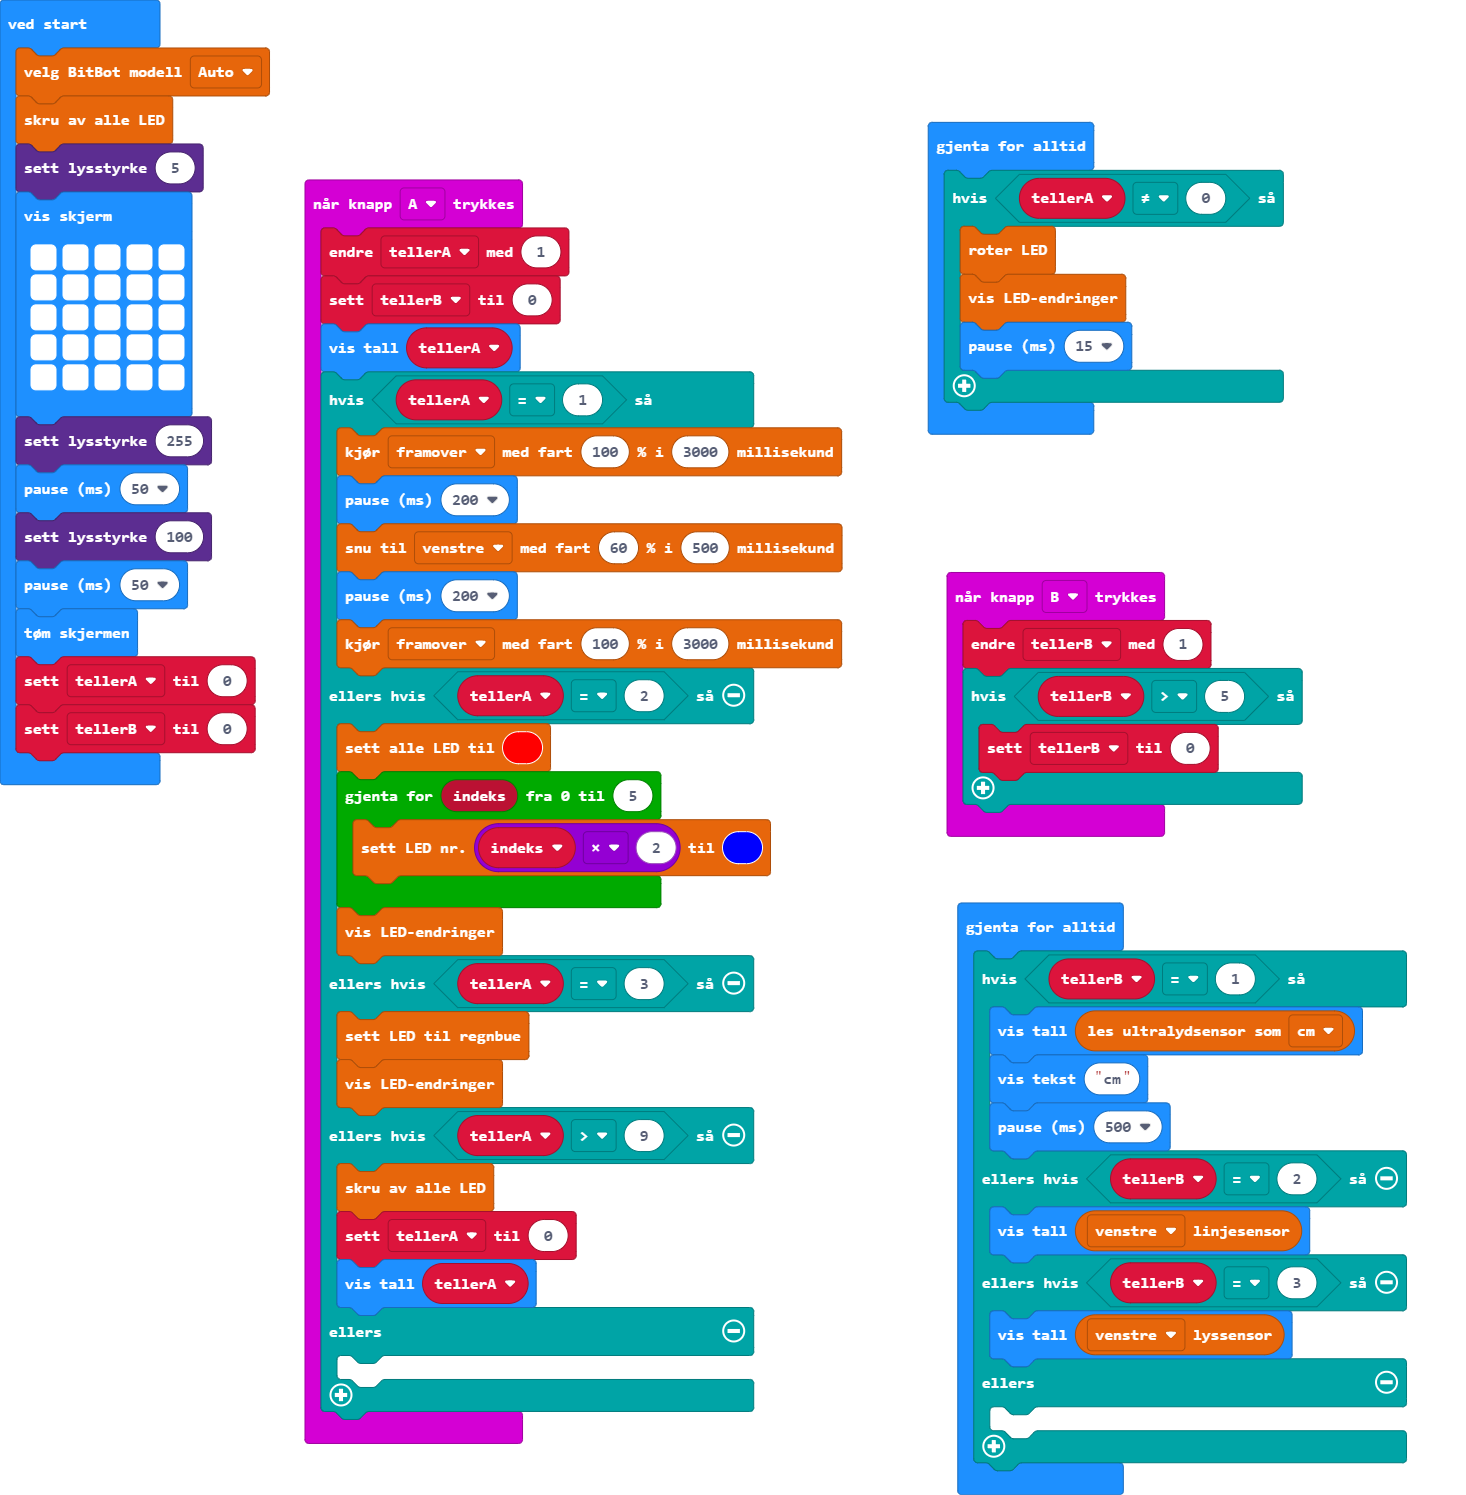 ved start
velg BitBot modell Auto
skru av alle LED
sett lysstyrke 5
vis skjerm
sett lysstyrke 255
pause (ms) 50
sett lysstyrke 100
pause (ms) 50
tøm skjermen
sett tellerA til 0
sett tellerB til 0
når knapp A trykkes
endre tellerA med 1
sett tellerB til 0
vis tall tellerA
hvis tellerA = 1 så
kjør framover med fart 100 % i 3000 millisekund
pause (ms) 200
snu til venstre med fart 60 % i 500 millisekund
pause (ms) 200
kjør framover med fart 100 % i 3000 millisekund
ellers hvis tellerA = 2 så
sett alle LED til
gjenta for indeks fra 0 til 5
sett LED nr. indeks × 2 til
vis LED-endringer
ellers hvis tellerA = 3 så
sett LED til regnbue
vis LED-endringer
ellers hvis tellerA > 9 så
skru av alle LED
sett tellerA til 0
vis tall tellerA
ellers
gjenta for alltid
hvis tellerA ≠ 0 så
roter LED
vis LED-endringer
pause (ms) 15
når knapp B trykkes
endre tellerB med 1
hvis tellerB > 5 så
sett tellerB til 0
gjenta for alltid
hvis tellerB = 1 så
vis tall les ultralydsensor som cm
vis tekst "cm"
pause (ms) 500
ellers hvis tellerB = 2 så
vis tall venstre linjesensor
ellers hvis tellerB = 3 så
vis tall venstre lyssensor
ellers